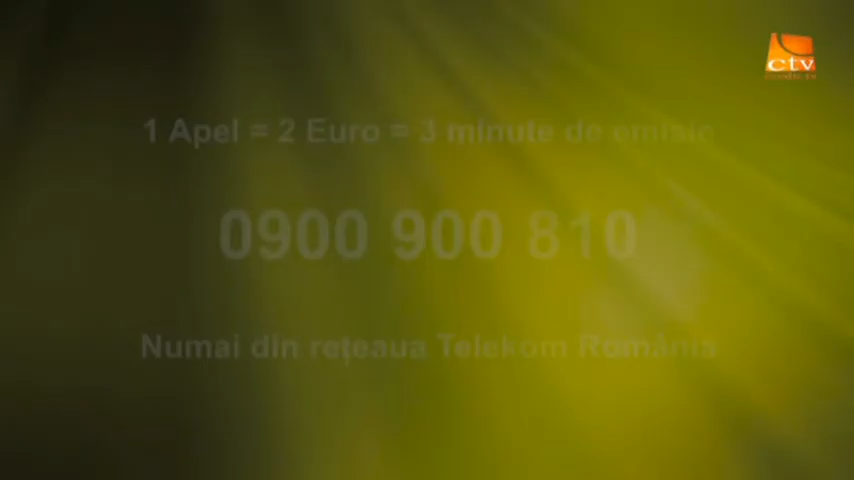 ctv
1 Apel = 2 Euro = 3 minute de emisie
0900 900 810
Numai din rețeaua Telekom România